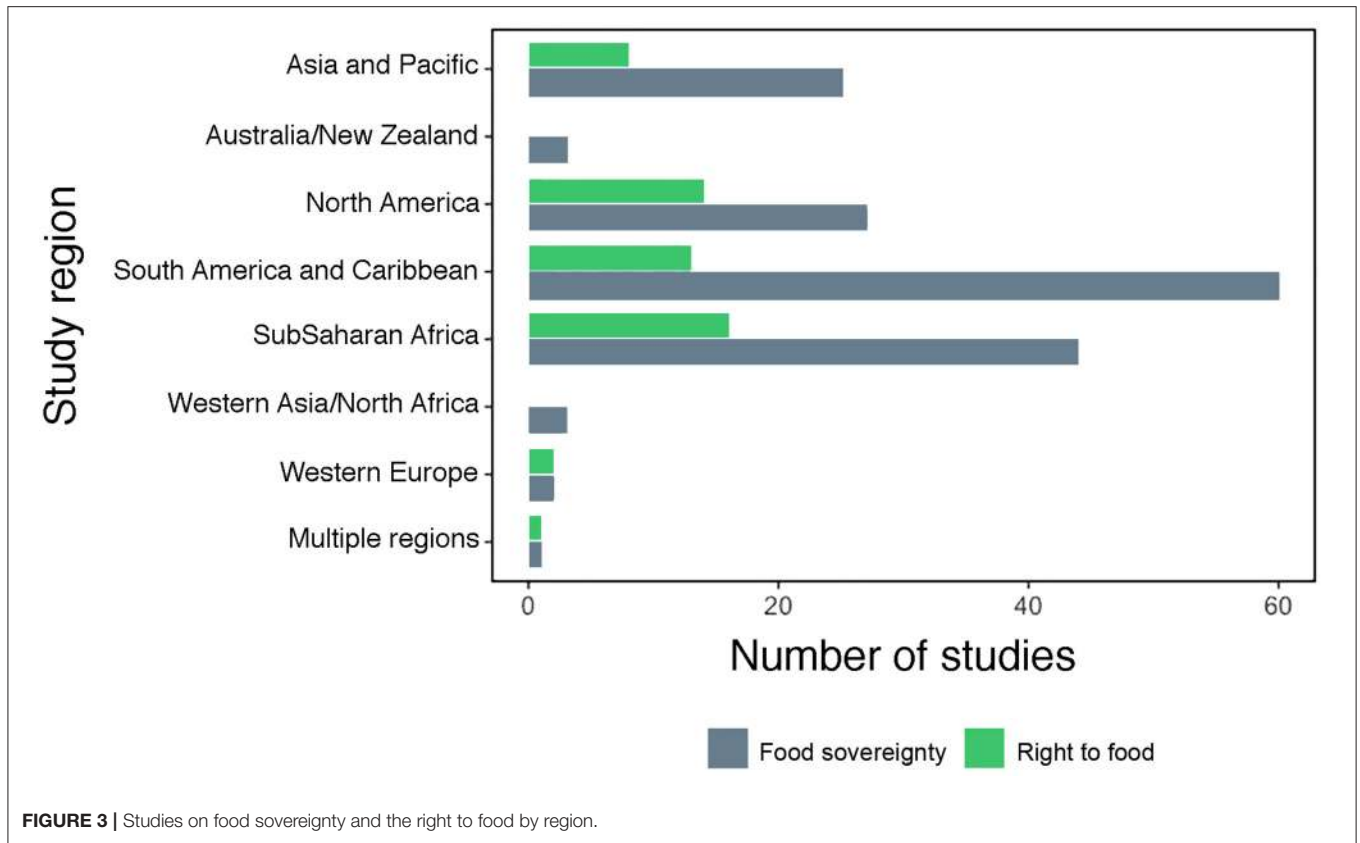 Study region
Asia and Pacific
Australia/New Zealand
North America
South America and Caribbean
SubSaharan Africa
Western Asia/North Africa
Western Europe
Multiple regions
0 20 40 60
Number of studies
Food sovereignty Right to food
FIGURE 3 | Studies on food sovereignty and the right to food by region.